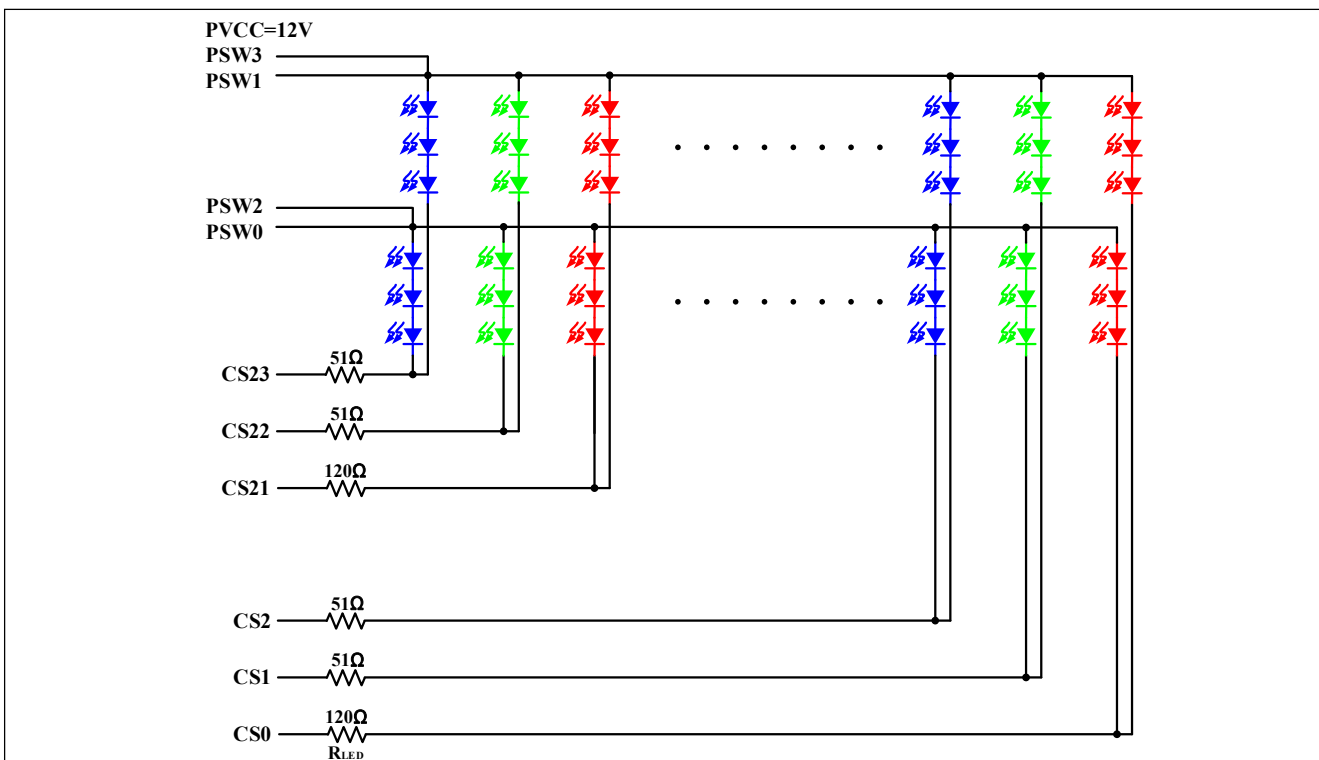 PVCC=12V
PSW3
PSW1
PSW2
PSW0
51Ω
CS23
51Ω
CS22
120Ω
CS21
51Ω
CS2
51Ω
CS1
120Ω
CS0
RLED